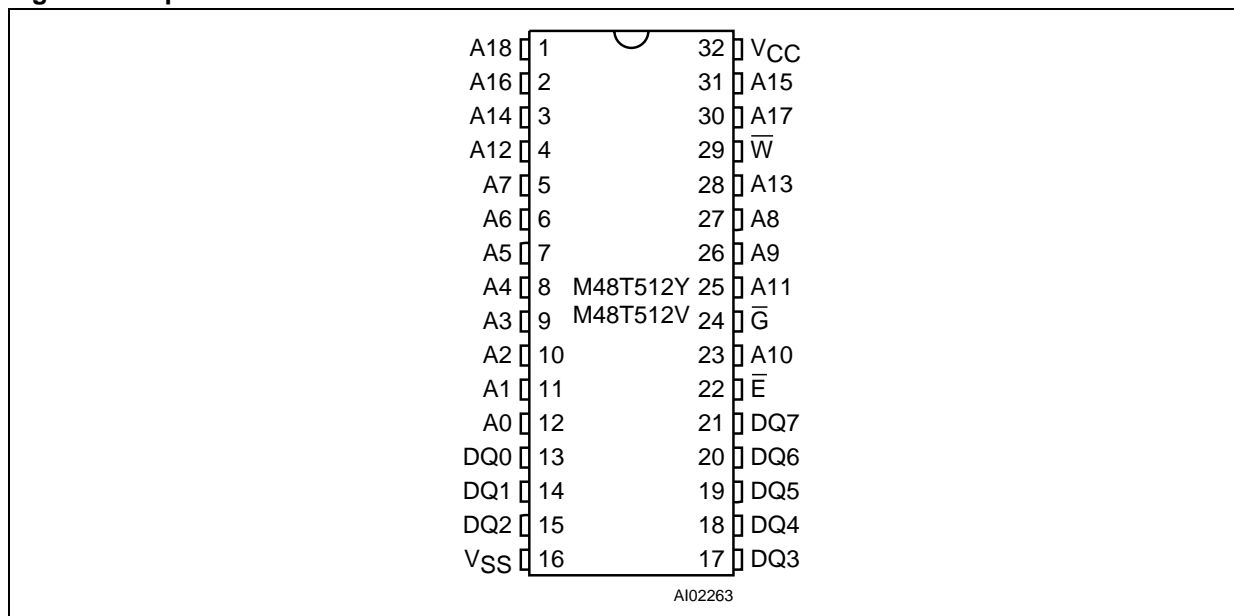 A18 1 32 VCC
A16 2 31 A15
A14 3 30 A17
A12 4 29 W̅
A7 5 28 A13
A6 6 27 A8
A5 7 26 A9
A4 8 M48T512Y 25 A11
A3 9 M48T512V 24 G̅
A2 10 23 A10
A1 11 22 E̅
A0 12 21 DQ7
DQ0 13 20 DQ6
DQ1 14 19 DQ5
DQ2 15 18 DQ4
VSS 16 17 DQ3
AI02263